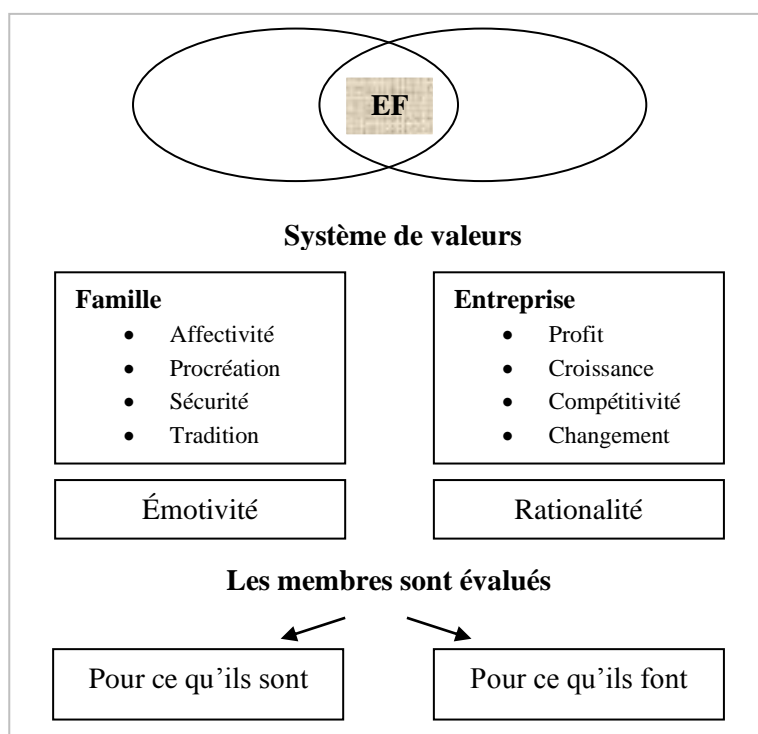 EF
Système de valeurs
Famille
• Affectivité
• Procréation
• Sécurité
• Tradition
Entreprise
• Profit
• Croissance
• Compétitivité
• Changement
Émotivité
Rationalité
Les membres sont évalués
Pour ce qu'ils sont
Pour ce qu'ils font